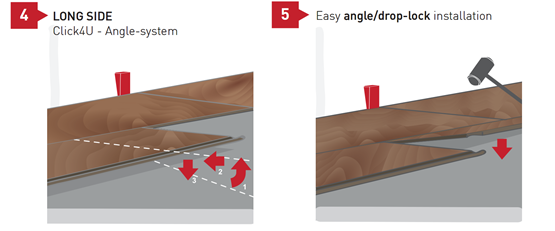 4 LONG SIDE
Click4U - Angle-system
5 Easy angle/drop-lock installation
3
2
1